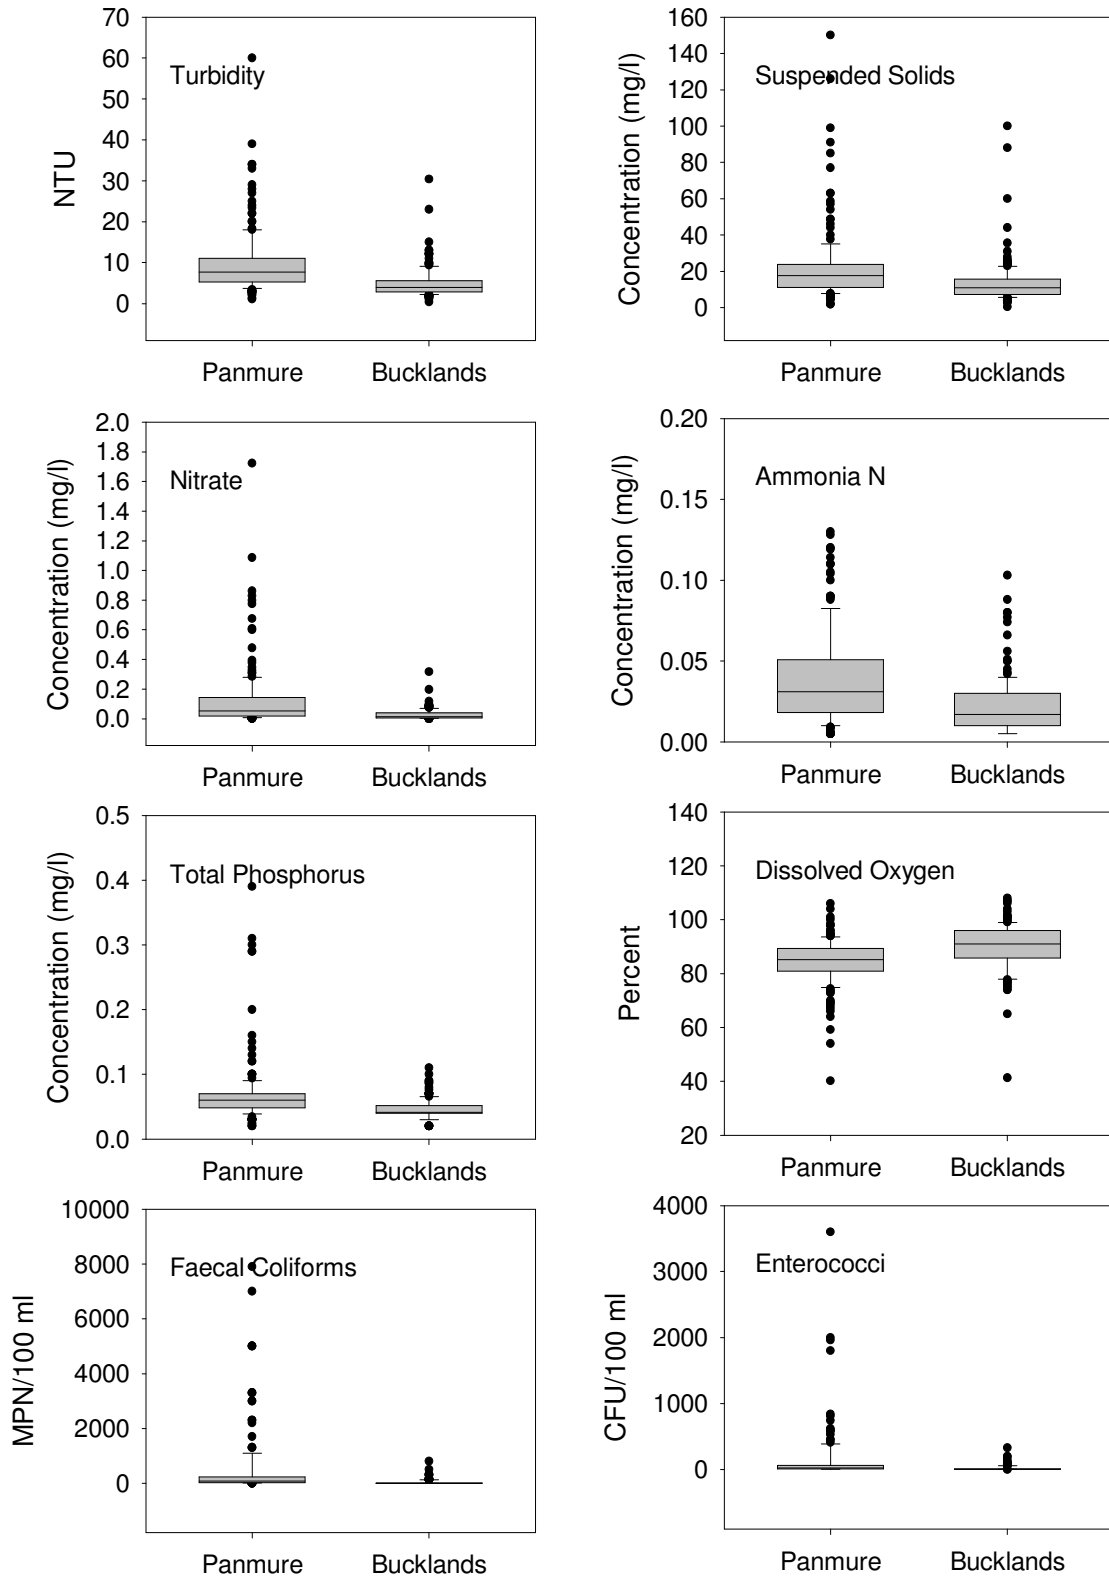 70
60
50
40
30
20
10
0
NTU
Turbidity
Panmure Bucklands
160
140
120
100
80
60
40
20
0
Concentration (mg/l)
Suspended Solids
Panmure Bucklands
2.0
1.8
1.6
1.4
1.2
1.0
0.8
0.6
0.4
0.2
0.0
Concentration (mg/l)
Nitrate
Panmure Bucklands
0.20
0.15
0.10
0.05
0.00
Concentration (mg/l)
Ammonia N
Panmure Bucklands
0.5
0.4
0.3
0.2
0.1
0.0
Concentration (mg/l)
Total Phosphorus
Panmure Bucklands
140
120
100
80
60
40
20
Percent
Dissolved Oxygen
Panmure Bucklands
10000
8000
6000
4000
2000
0
MPN/100 ml
Faecal Coliforms
Panmure Bucklands
4000
3000
2000
1000
0
CFU/100 ml
Enterococci
Panmure Bucklands